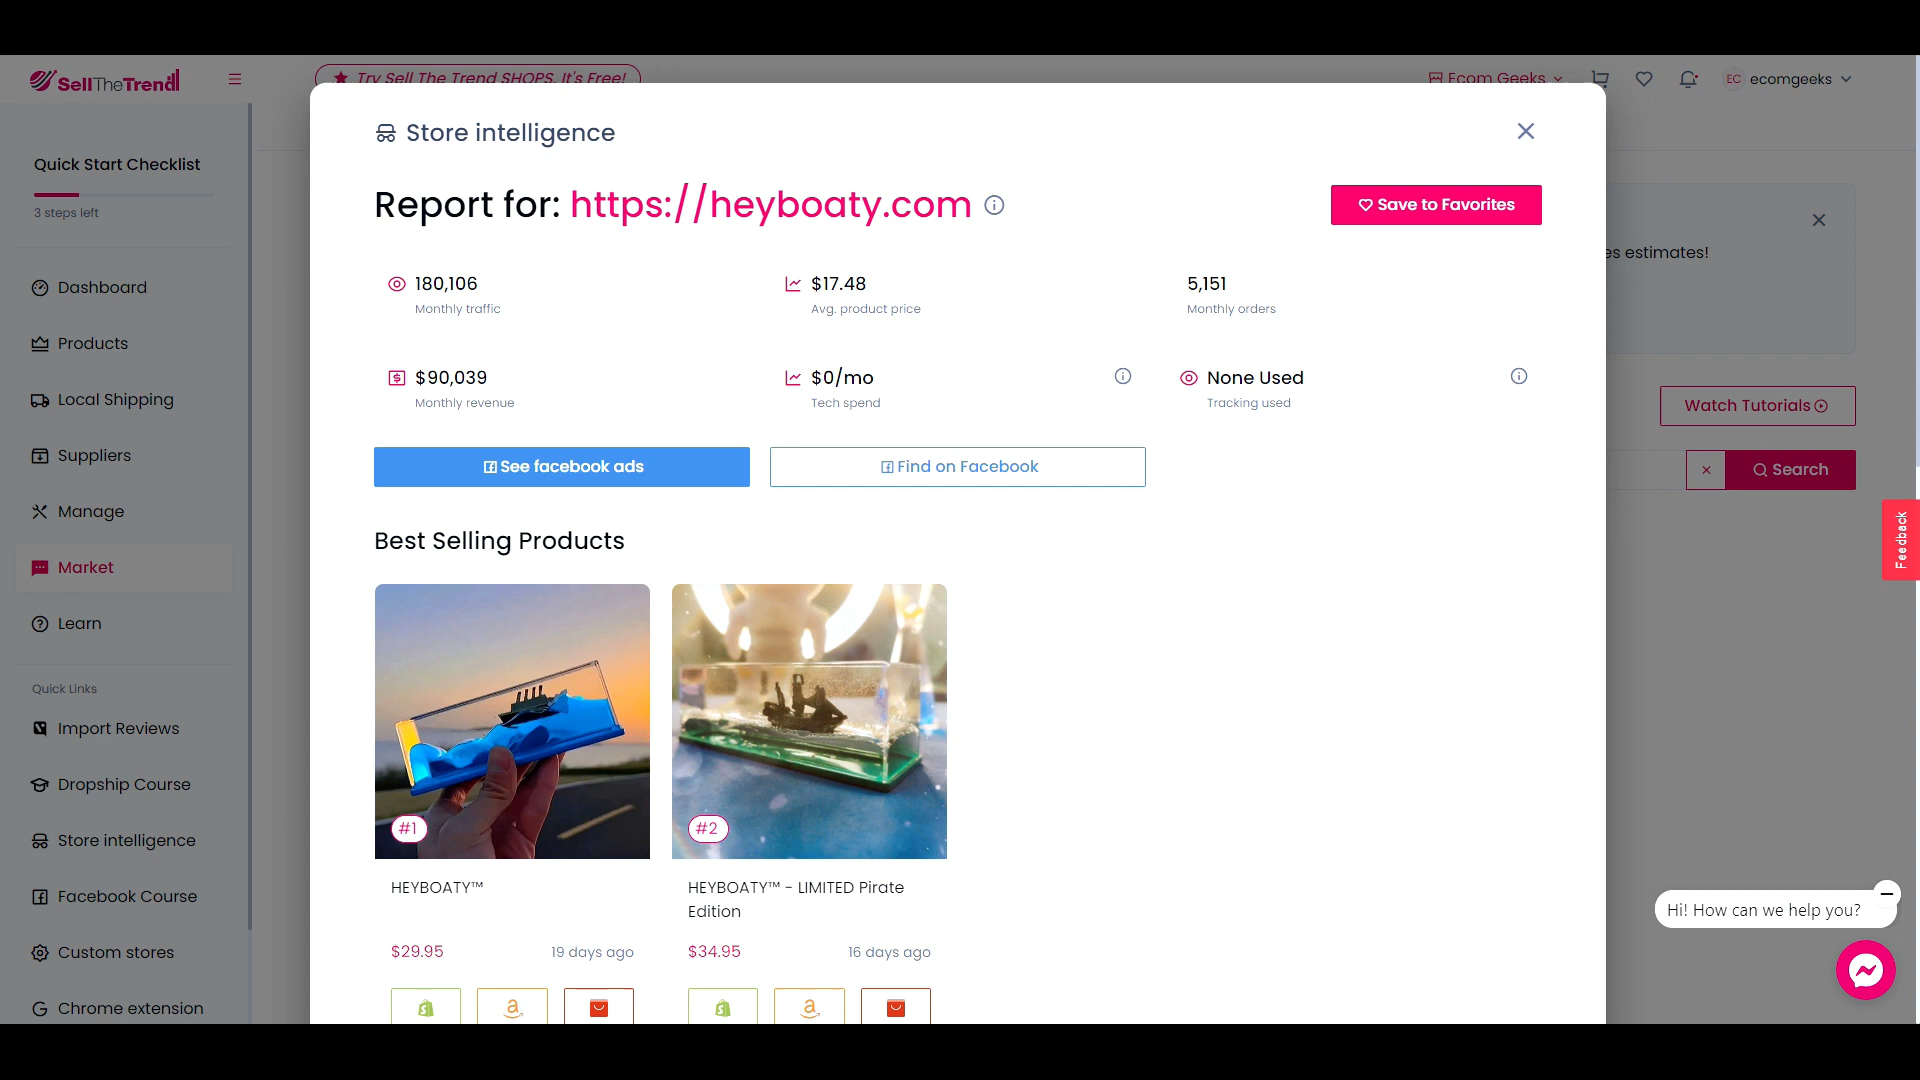 SellTheTrend
Try Sell The Trend SHOPS. It's Free!
Ecom Geeks
EC ecomgeeks
Quick Start Checklist
3 steps left
Dashboard
Products
Local Shipping
Suppliers
Manage
Market
Learn
Quick Links
Import Reviews
Dropship Course
Store intelligence
Facebook Course
Custom stores
Chrome extension
Store intelligence
Report for: https://heyboaty.com
Save to Favorites
180,106
Monthly traffic
$17.48
Avg. product price
5,151
Monthly orders
$90,039
Monthly revenue
$0/mo
Tech spend
None Used
Tracking used
See facebook ads
Find on Facebook
Best Selling Products
#1
HEYBOATY™
$29.95
19 days ago
#2
HEYBOATY™ - LIMITED Pirate
Edition
$34.95
16 days ago
es estimates!
Watch Tutorials
Search
Feedback
Hi! How can we help you?